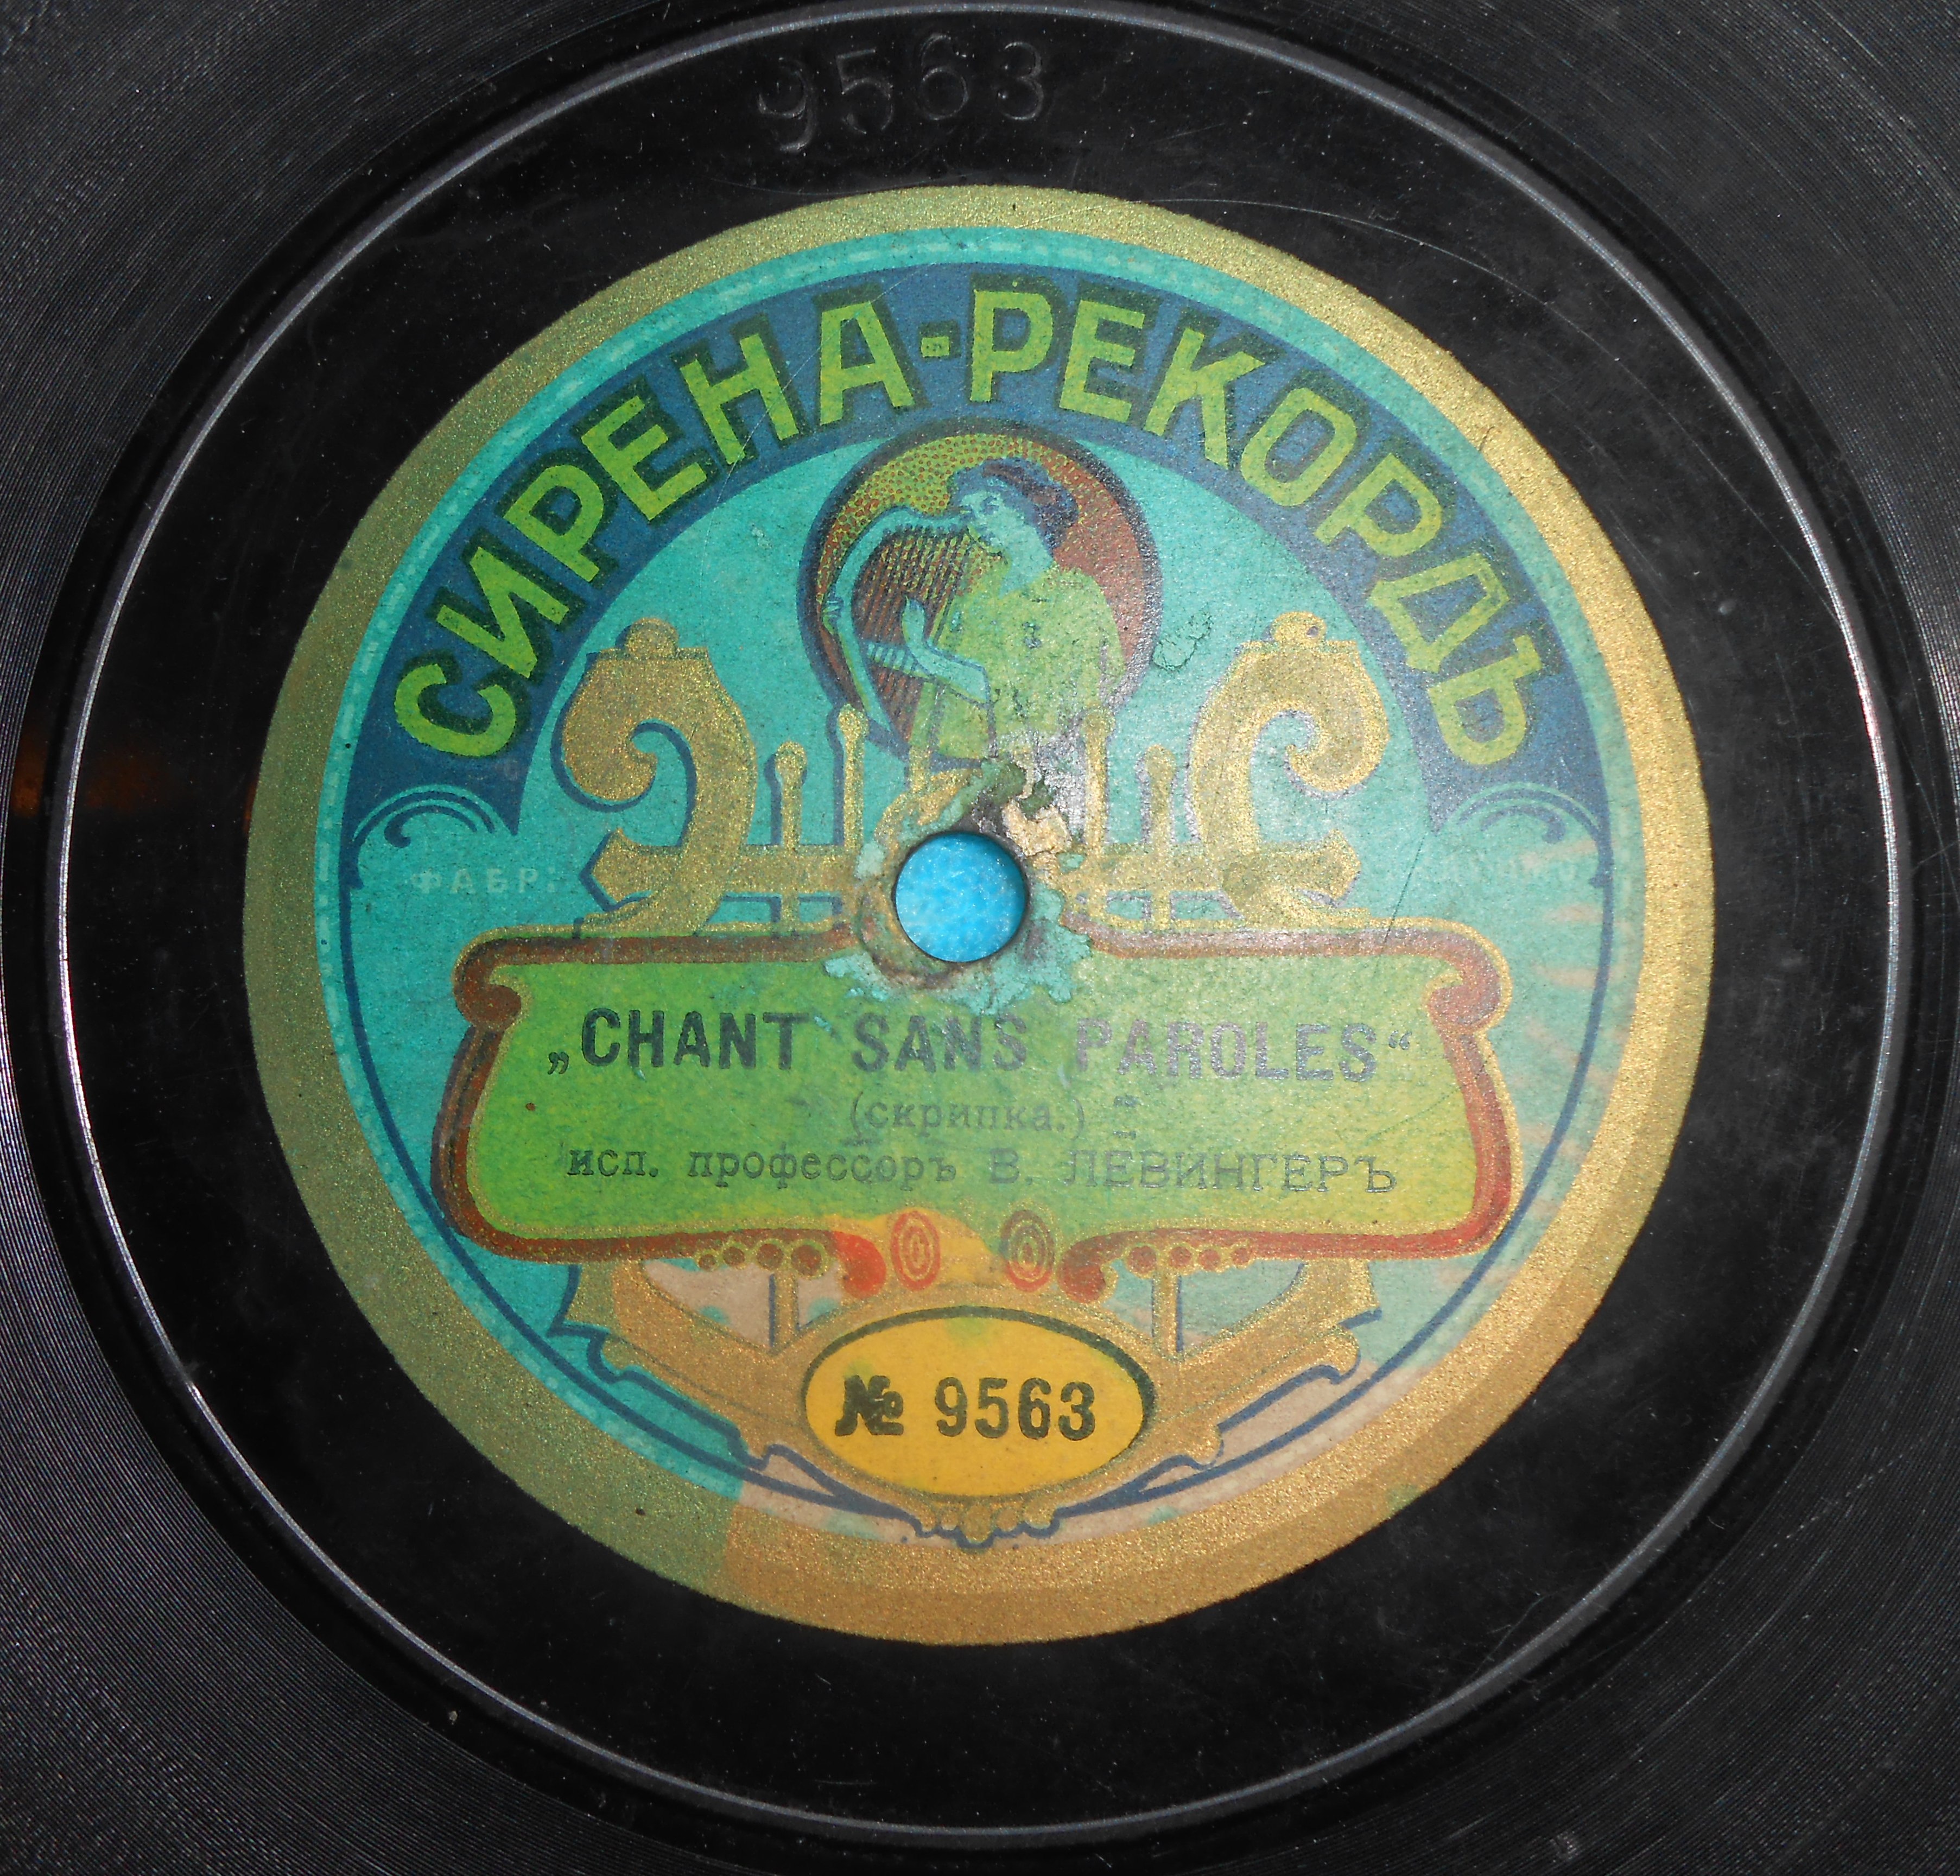 9563
СИРЕНА-РЕКОРДЪ
ФАБР:
„CHANT SANS PAROLES“
(скрипка.)
исп. профессоръ В. ЛЕВИНГЕРЪ
№ 9563